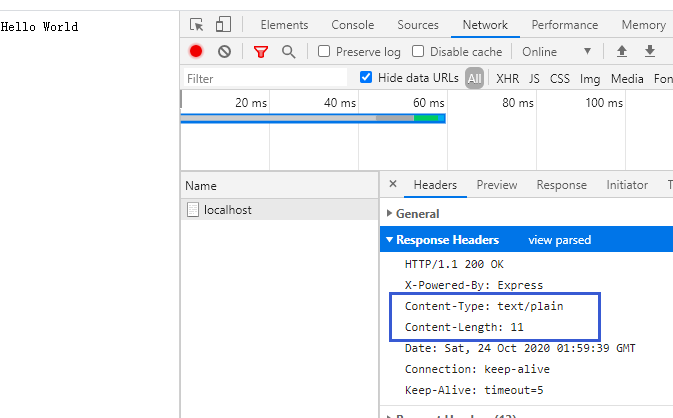 Hello World
Elements Console Sources Network Performance Memory
Preserve log Disable cache Online
Filter Hide data URLs All XHR JS CSS Img Media Fon
20 ms 40 ms 60 ms 80 ms 100 ms
Name
localhost
× Headers Preview Response Initiator T
General
Response Headers view parsed
HTTP/1.1 200 OK
X-Powered-By: Express
Content-Type: text/plain
Content-Length: 11
Date: Sat, 24 Oct 2020 01:59:39 GMT
Connection: keep-alive
Keep-Alive: timeout=5